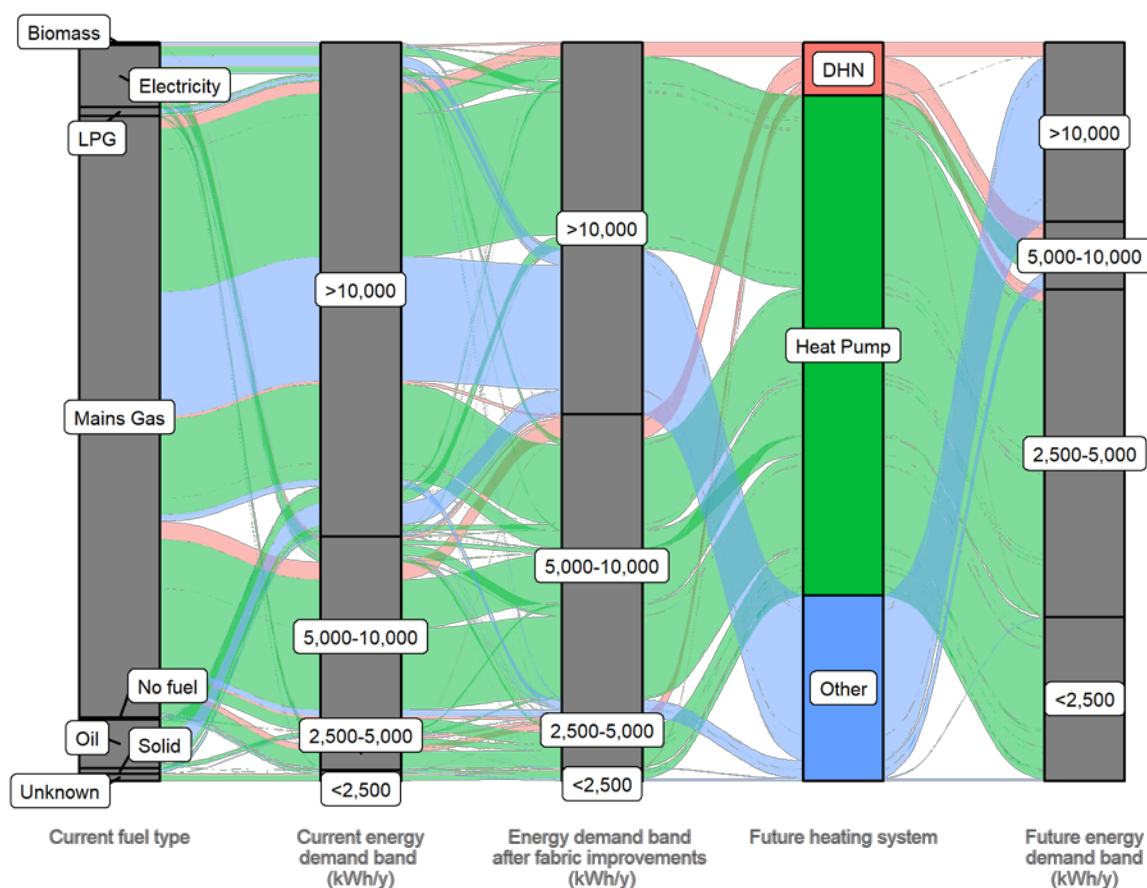 Biomass
Electricity
LPG
Mains Gas
No fuel
Oil
Solid
Unknown
>10,000
5,000-10,000
2,500-5,000
<2,500
>10,000
5,000-10,000
2,500-5,000
<2,500
DHN
Heat Pump
Other
>10,000
5,000-10,000
2,500-5,000
<2,500
Current fuel type
Current energy
demand band
(kWh/y)
Energy demand band
after fabric improvements
(kWh/y)
Future heating system
Future energy
demand band
(kWh/y)